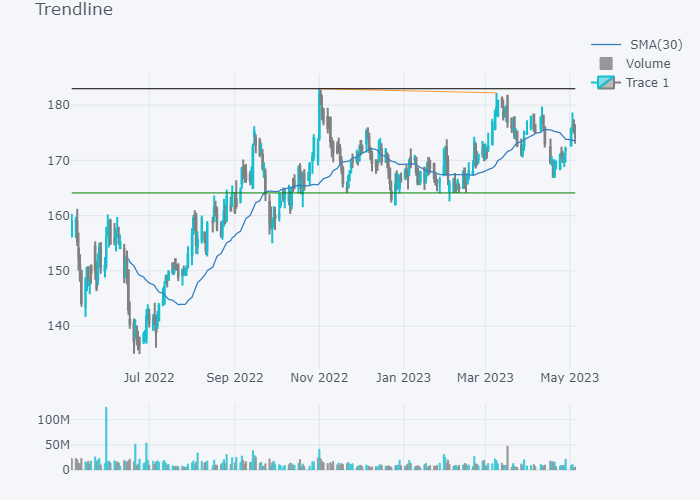 Trendline
SMA(30)
Volume
Trace 1
180
170
160
150
140
Jul 2022
Sep 2022
Nov 2022
Jan 2023
Mar 2023
May 2023
100M
50M
0